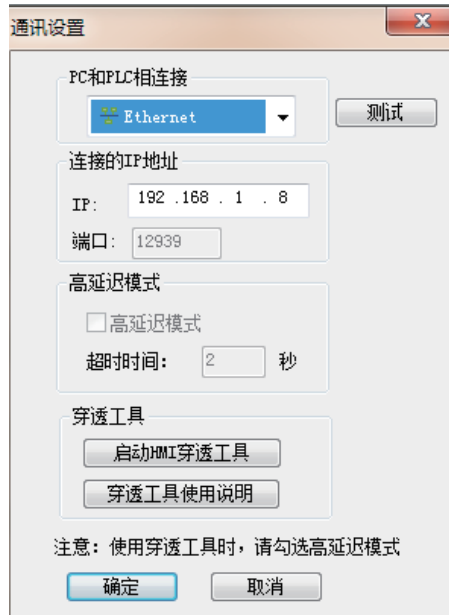 通讯设置
PC和PLC相连接
Ethernet
测试
连接的IP地址
IP: 192 .168 . 1 . 8
端口: 12939
高延迟模式
高延迟模式
超时时间: 2 秒
穿透工具
启动HMI穿透工具
穿透工具使用说明
注意: 使用穿透工具时，请勾选高延迟模式
确定 取消